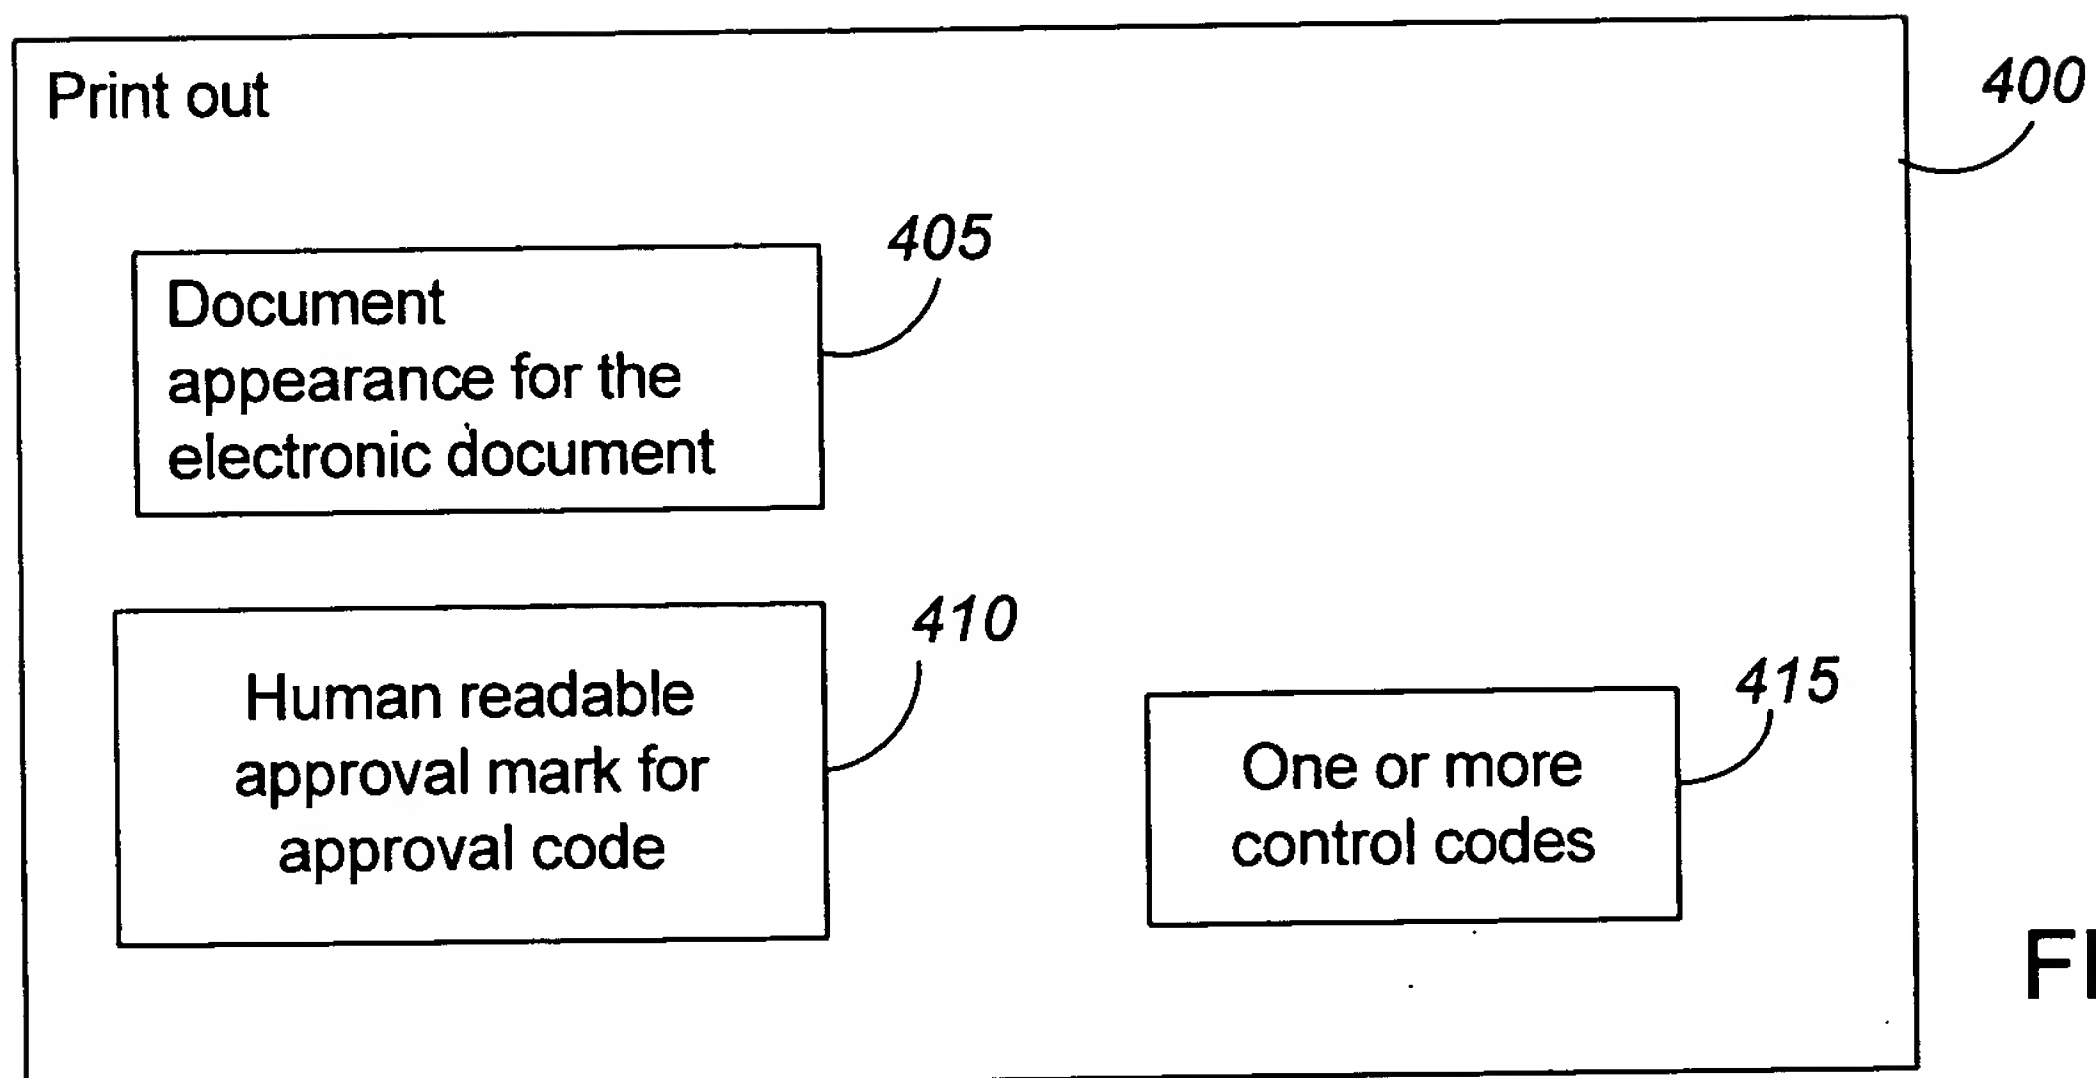 Print out
400
405
Document
appearance for the
electronic document
410
Human readable
approval mark for
approval code
415
One or more
control codes